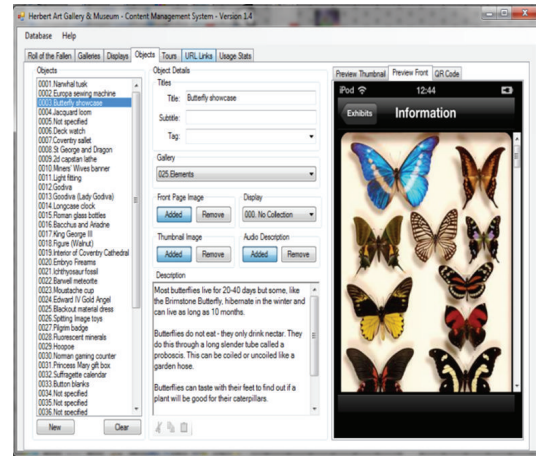 Herbert Art Gallery & Museum - Content Management System - Version 1.4
Database Help
Roll of the Fallen Galleries Displays Objects Tours URL Links Usage Stats
Objects
0001.Narwhal tusk
0002.Europa sewing machine
0003.Butterfly showcase
0004.Jacquard loom
0005.Not specified
0006.Deck watch
0007.Coventry sallet
0008.St George and Dragon
0009.2d capstan lathe
0010.Miners' Wives banner
0011.Light fitting
0012.Godiva
0013.Goodiva (Lady Godiva)
0014.Longcase clock
0015.Roman glass bottles
0016.Bacchus and Ariadne
0017.King George III
0018.Figure (Walnut)
0019.Interior of Coventry Cathedral
0020.Embryo Firearms
0021.Ichthyosaur fossil
0022.Barwell meteorite
0023.Moustache cup
0024.Edward IV Gold Angel
0025.Blackout material dress
0026.Spitting Image toys
0027.Pilgrim badge
0028.Fluorescent minerals
0029.Hoopoe
0030.Norman gaming counter
0031.Princess Mary gift box
0032.Suffragette calendar
0033.Button blanks
0034.Not specified
0035.Not specified
0036.Not specified
New Clear
Object Details
Titles
Title: Butterfly showcase
Subtitle:
Tag:
Gallery
025.Elements
Front Page Image Display
Added Remove 000. No Collection
Thumbnail Image Audio Description
Added Remove Added Remove
Description
Most butterflies live for 20-40 days but some, like
the Brimstone Butterfly, hibernate in the winter and
can live as long as 10 months.
Butterflies do not eat - they only drink nectar. They
do this through a long slender tube called a
proboscis. This can be coiled or uncoiled like a
garden hose.
Butterflies can taste with their feet to find out if a
plant will be good for their caterpillars.
Preview Thumbnail Preview Front QR Code
iPod 12:44
Exhibits Information